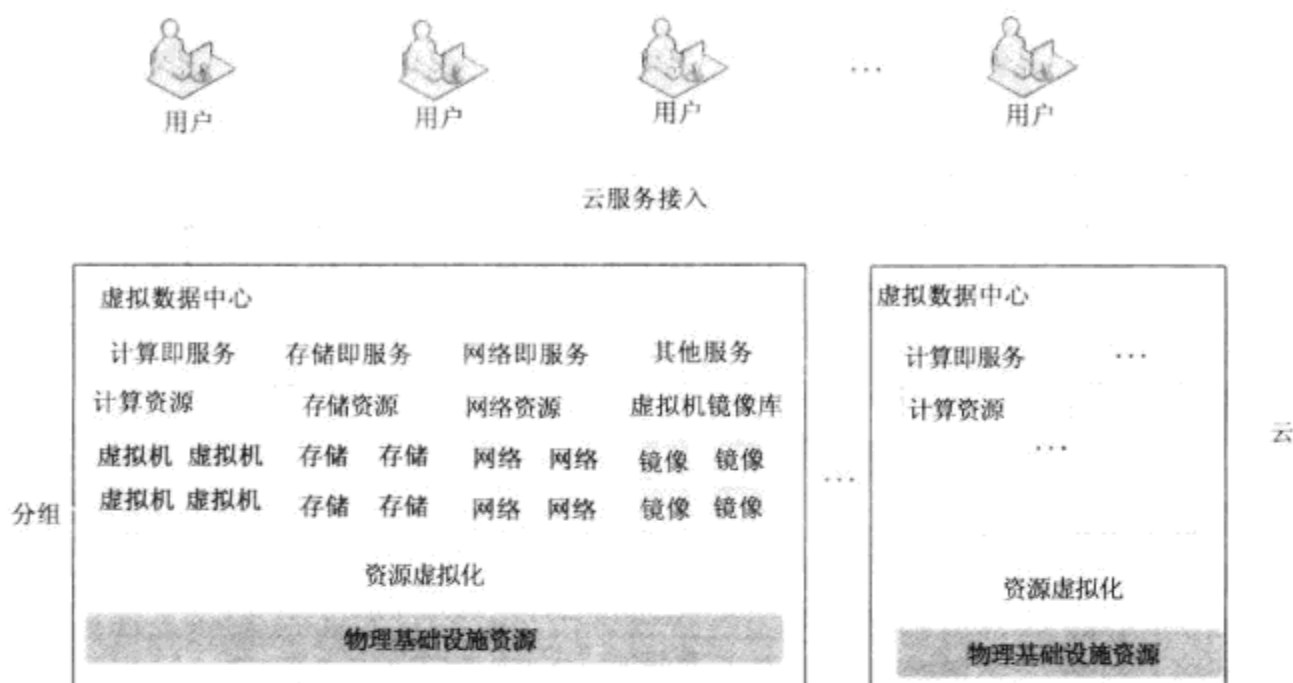 用户 用户 用户 ... 用户
云服务接入
虚拟数据中心
计算即服务 存储即服务 网络即服务 其他服务
计算资源 存储资源 网络资源 虚拟机镜像库
虚拟机 虚拟机 存储 存储 网络 网络 镜像 镜像
虚拟机 虚拟机 存储 存储 网络 网络 镜像 镜像
资源虚拟化
物理基础设施资源
分组
...
虚拟数据中心
计算即服务 ...
计算资源
...
资源虚拟化
物理基础设施资源
云